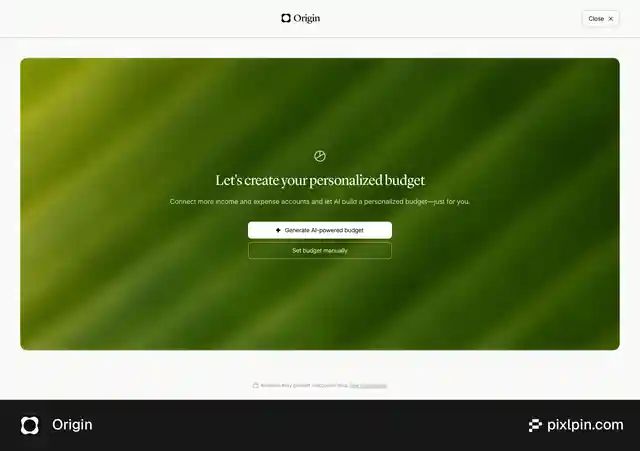 Origin
Close
Let's create your personalized budget
Connect more income and expense accounts and let AI build a personalized budget—just for you.
Generate AI-powered budget
Set budget manually
Origin
pixlpin.com